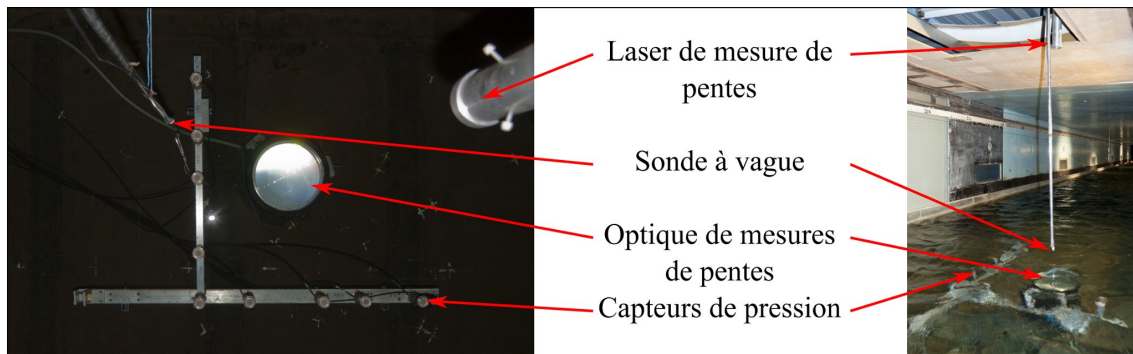 Laser de mesure de
pentes
Sonde à vague
Optique de mesures
de pentes
Capteurs de pression